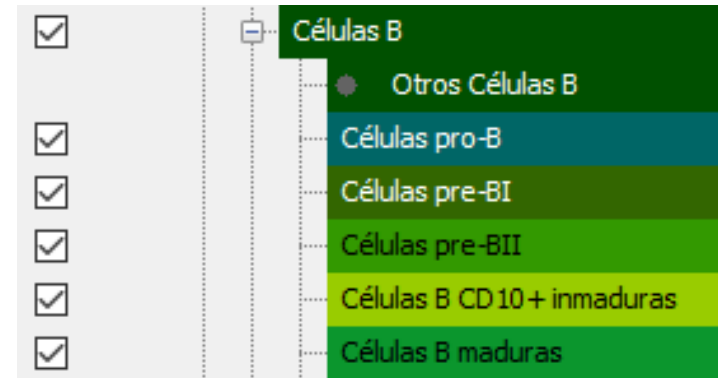 Células B
Otros Células B
Células pro-B
Células pre-BI
Células pre-BII
Células B CD10+ inmaduras
Células B maduras